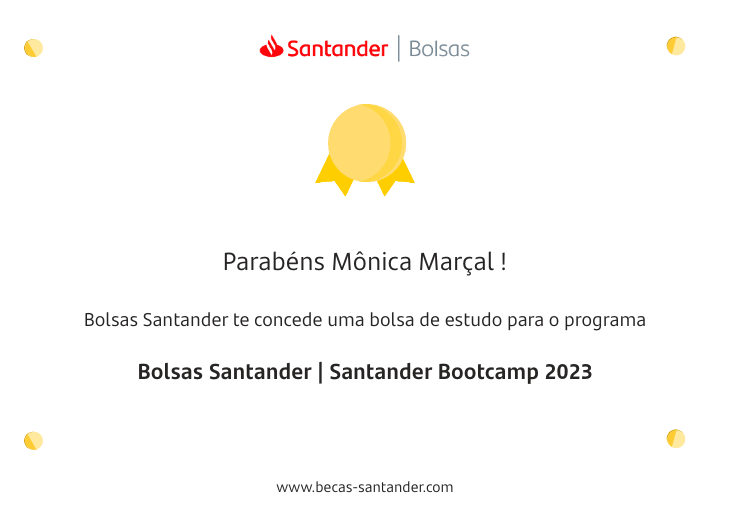 Santander | Bolsas
Parabéns Mônica Marçal !
Bolsas Santander te concede uma bolsa de estudo para o programa
Bolsas Santander | Santander Bootcamp 2023
www.becas-santander.com